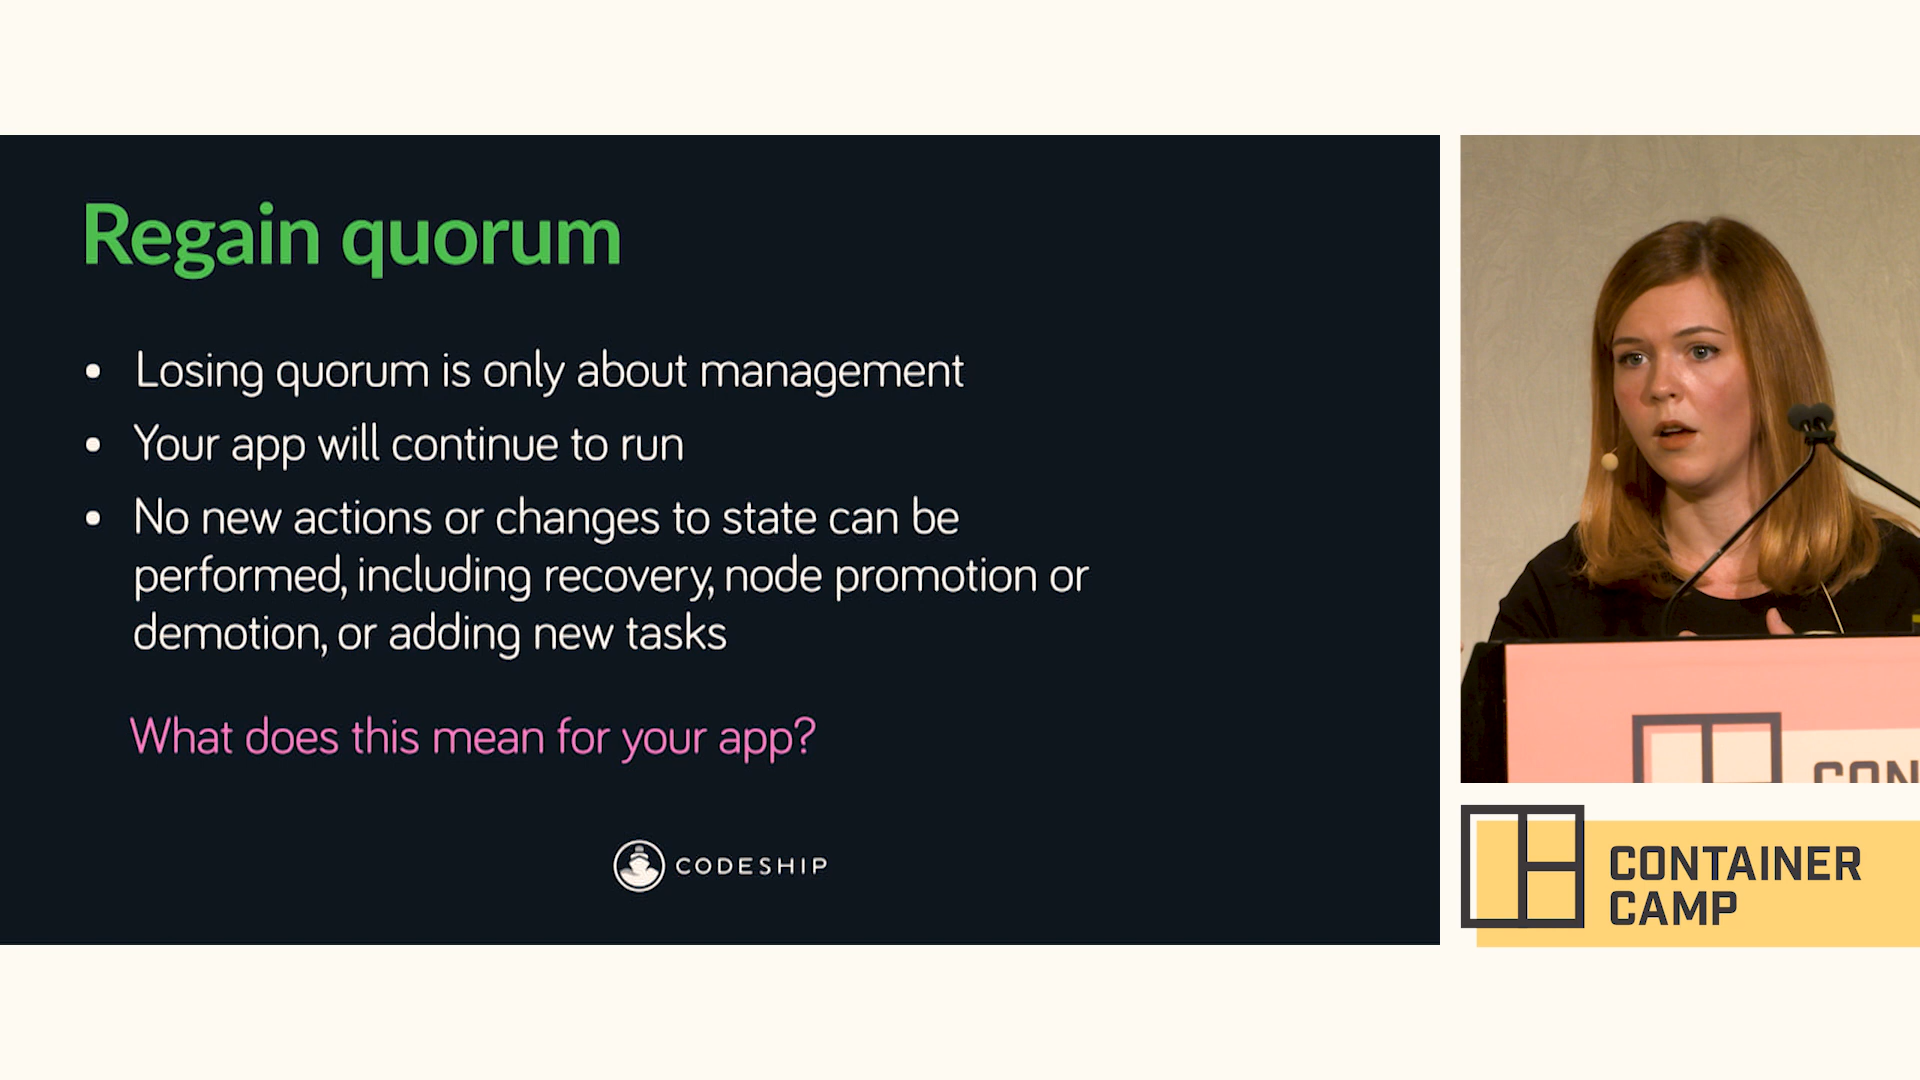 Regain quorum
• Losing quorum is only about management
• Your app will continue to run
• No new actions or changes to state can be
performed, including recovery, node promotion or
demotion, or adding new tasks
What does this mean for your app?
CODESHIP
CON
CONTAINER
CAMP